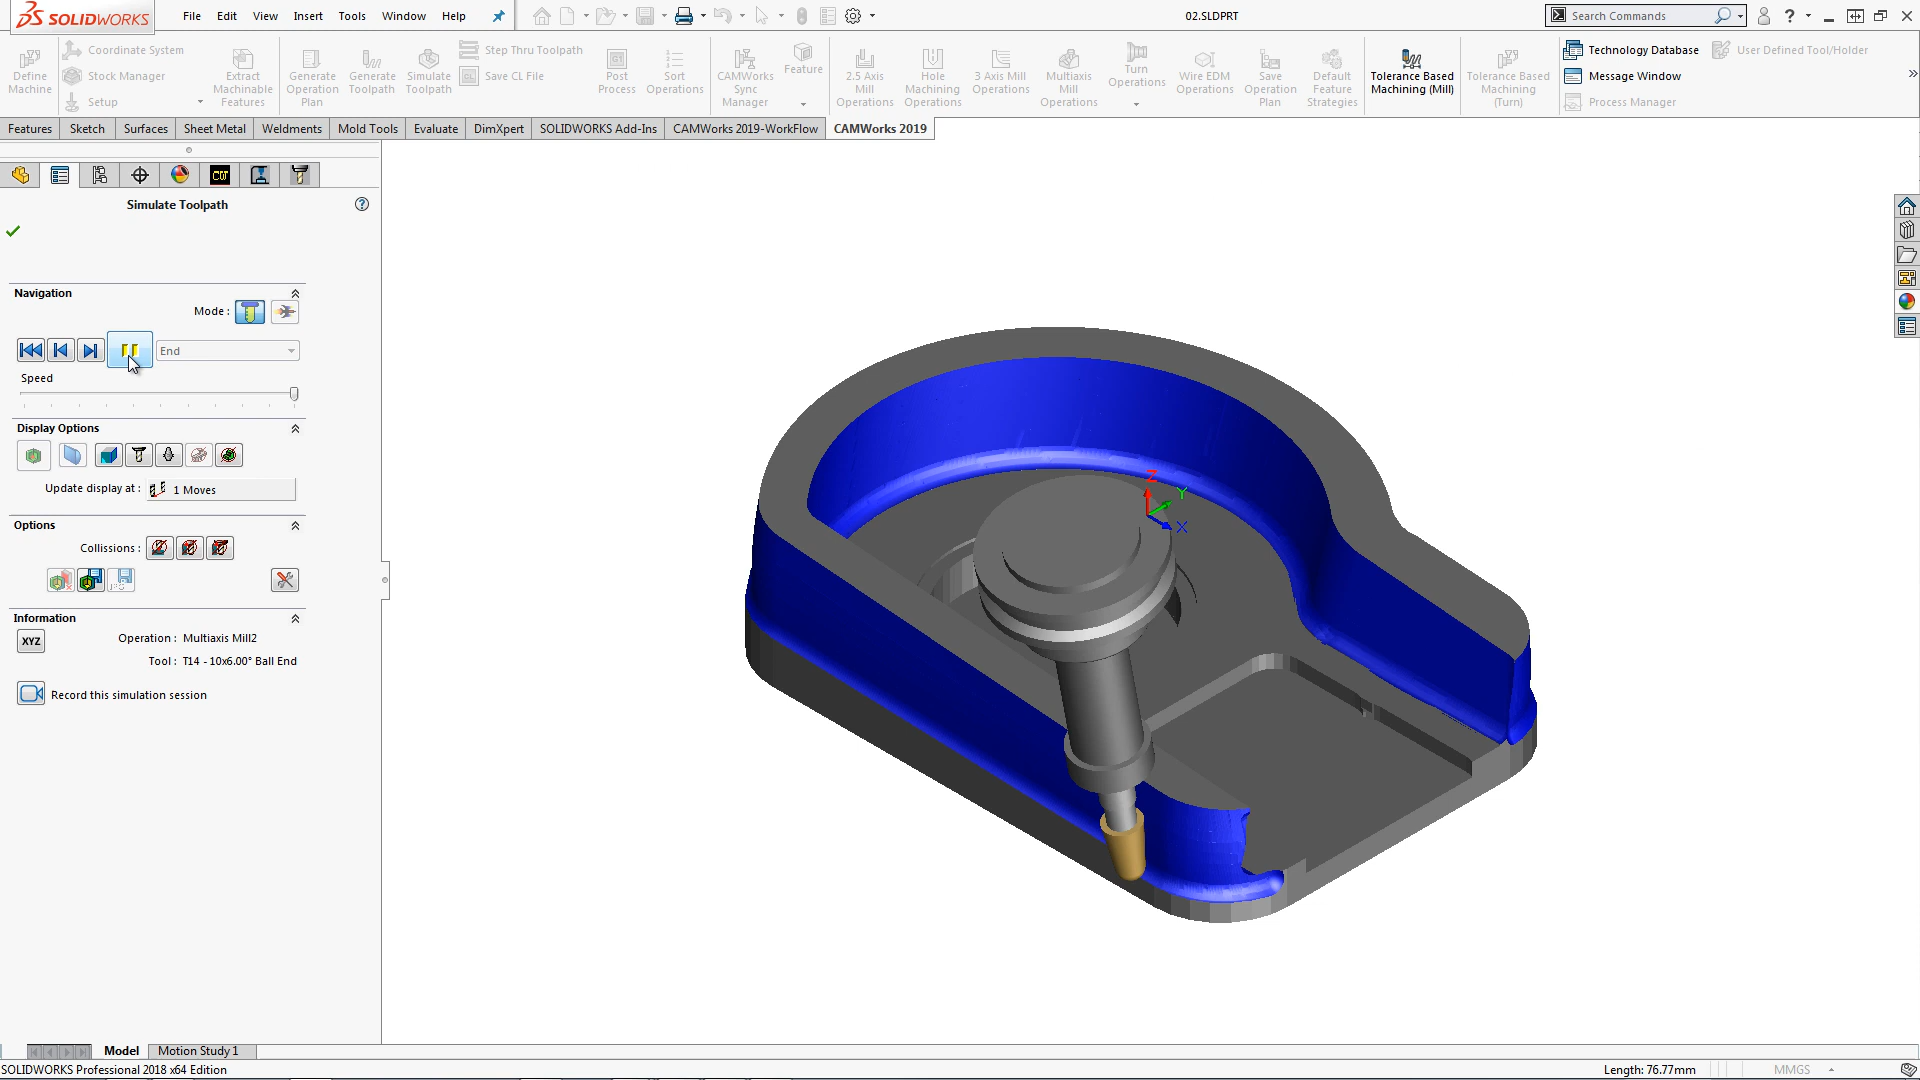 SOLIDWORKS File Edit View Insert Tools Window Help 02.SLDPRT Search Commands ?
Define Machine
Coordinate System
Stock Manager
Setup
Extract Machinable Features
Generate Operation Plan
Generate Toolpath
Simulate Toolpath
Step Thru Toolpath
Save CL File
Post Process
Sort Operations
CAMWorks Sync Manager
Feature
2.5 Axis Mill Operations
Hole Machining Operations
3 Axis Mill Operations
Multiaxis Mill Operations
Turn Operations
Wire EDM Operations
Save Operation Plan
Default Feature Strategies
Tolerance Based Machining (Mill)
Tolerance Based Machining (Turn)
Technology Database
Message Window
Process Manager
User Defined Tool/Holder
Features Sketch Surfaces Sheet Metal Weldments Mold Tools Evaluate DimXpert SOLIDWORKS Add-Ins CAMWorks 2019-WorkFlow CAMWorks 2019
CW
Simulate Toolpath ?
Navigation
Mode :
End
Speed
Display Options
Update display at : 1 Moves
Options
Collissions :
Information
XYZ Operation : Multiaxis Mill2
Tool : T14 - 10x6.00° Ball End
Record this simulation session
Z
Y
X
Model Motion Study 1
SOLIDWORKS Professional 2018 x64 Edition Length: 76.77mm MMGS